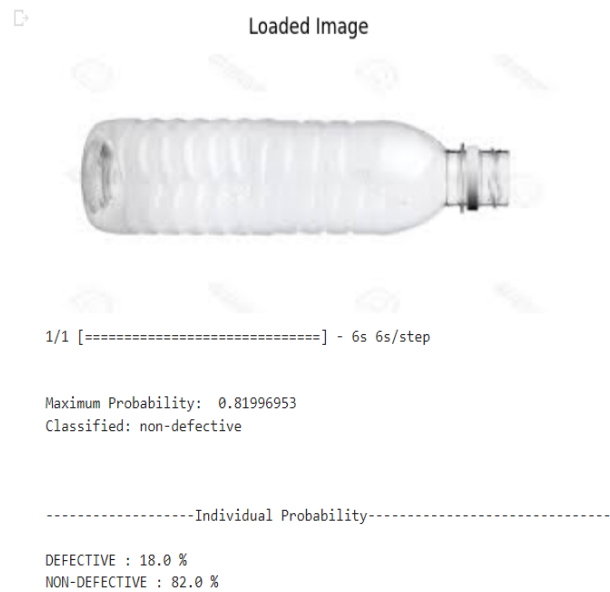 Loaded Image
1/1 [==============================] - 6s 6s/step
Maximum Probability:  0.81996953
Classified: non-defective
-------------------Individual Probability-------------------------------
DEFECTIVE : 18.0 %
NON-DEFECTIVE : 82.0 %